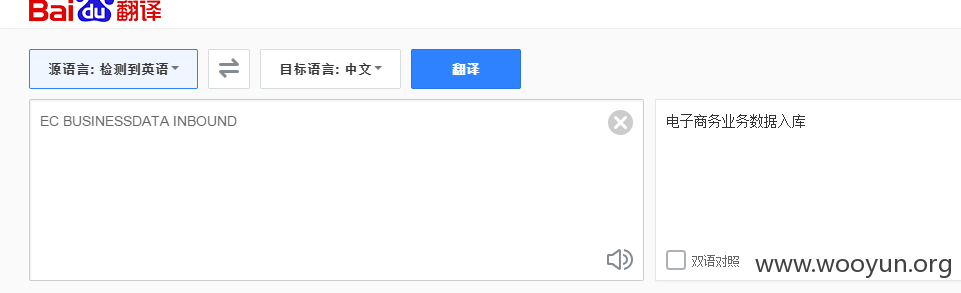 Baidu翻译
源语言: 检测到英语
目标语言: 中文
翻译
EC BUSINESSDATA INBOUND
电子商务业务数据入库
双语对照
www.wooyun.org